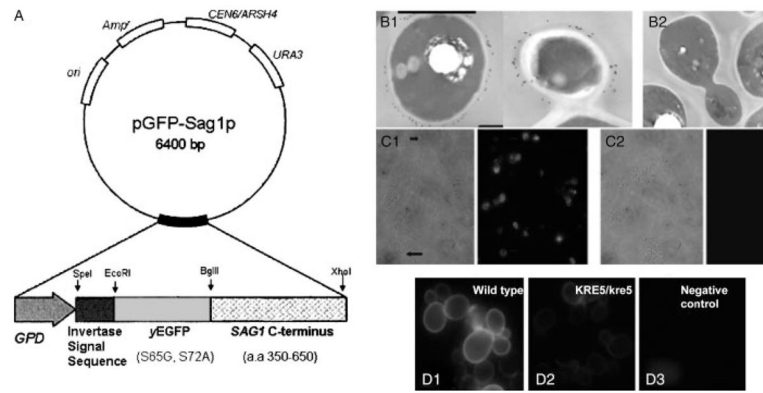 A
Ampʳ
CEN6/ARSH4
ori
URA3
pGFP-Sag1p
6400 bp
SpeI
EcoRI
BglII
XhoI
GPD
Invertase
Signal
Sequence
yEGFP
(S65G, S72A)
SAG1 C-terminus
(a.a 350-650)
B1
B2
C1
C2
Wild type
D1
KRE5/kre5
D2
Negative
control
D3